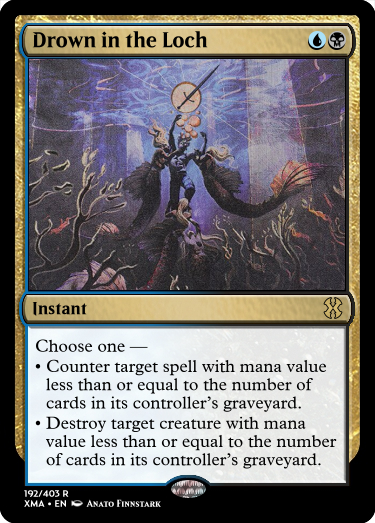 Drown in the Loch
Instant
Choose one —
• Counter target spell with mana value
less than or equal to the number of
cards in its controller's graveyard.
• Destroy target creature with mana
value less than or equal to the number
of cards in its controller's graveyard.
192/403 R
XMA • EN Anato Finnstark